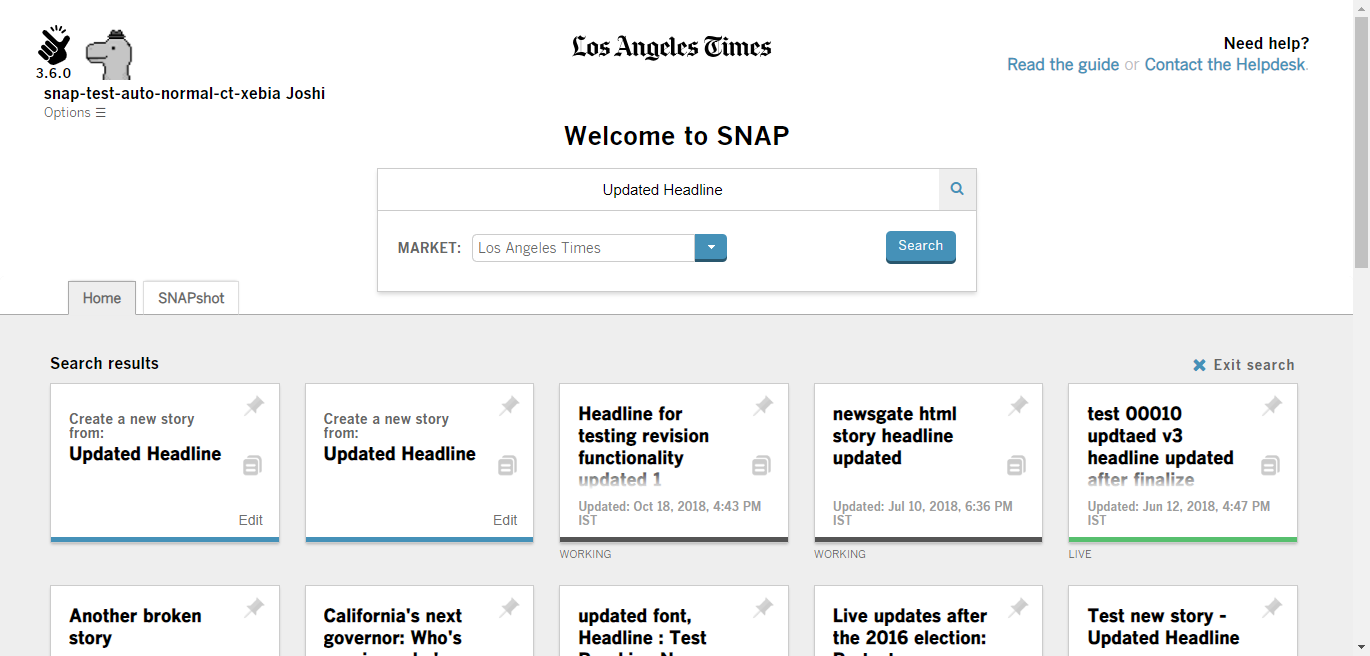 3.6.0
snap-test-auto-normal-ct-xebia Joshi
Options ☰
Los Angeles Times
Need help?
Read the guide or Contact the Helpdesk.
Welcome to SNAP
Updated Headline
MARKET: Los Angeles Times Search
Home SNAPshot
Search results
Exit search
Create a new story
from:
Updated Headline
Edit
Create a new story
from:
Updated Headline
Edit
Headline for
testing revision
functionality
updated 1
Updated: Oct 18, 2018, 4:43 PM
IST
WORKING
newsgate html
story headline
updated
Updated: Jul 10, 2018, 6:36 PM
IST
WORKING
test 00010
updtaed v3
headline updated
after finalize
Updated: Jun 12, 2018, 4:47 PM
IST
LIVE
Another broken
story
California's next
governor: Who's
updated font,
Headline : Test
Live updates after
the 2016 election:
Test new story -
Updated Headline